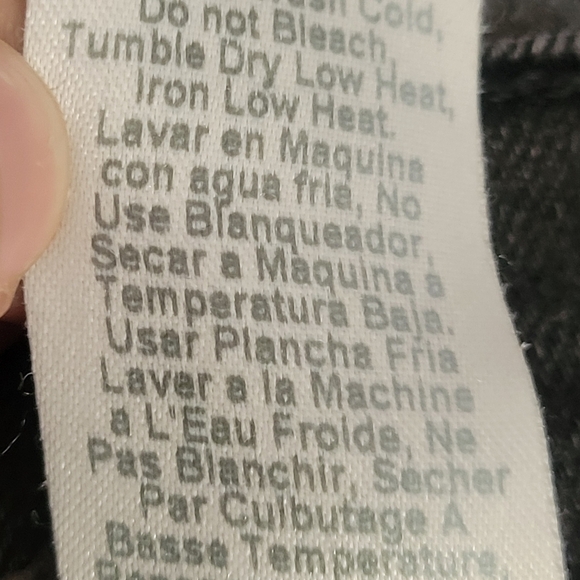 Cold,
Do not Bleach,
Tumble Dry Low Heat,
Iron Low Heat.
Lavar en Maquina
con agua fria, No
Use Blanqueador,
Secar a Maquina a
Temperatura Baja.
Usar Plancha Fria
Laver a la Machine
a L'Eau Froide, Ne
Pas Blanchir, Secher
Par Culbutage A
Basse Temperature,